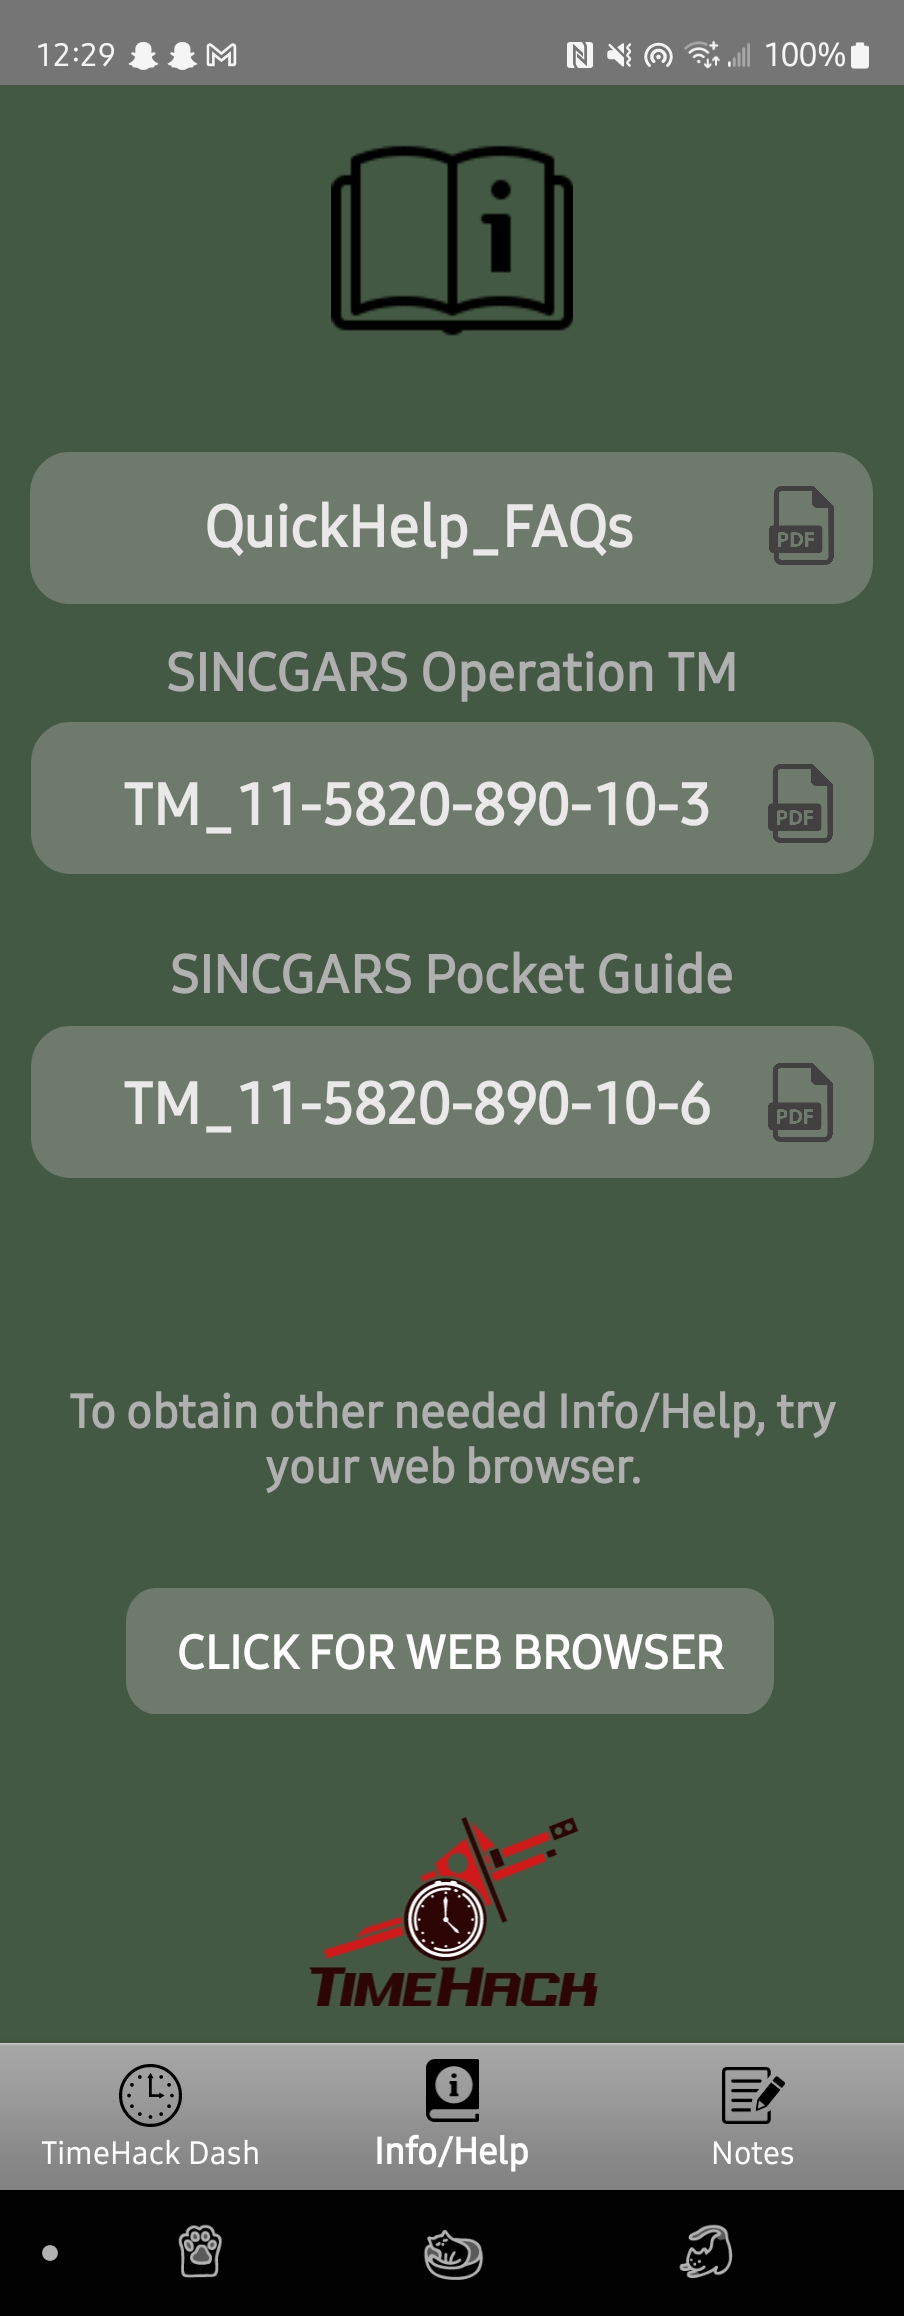 12:29 100%
QuickHelp_FAQs
PDF
SINCGARS Operation TM
TM_11-5820-890-10-3
PDF
SINCGARS Pocket Guide
TM_11-5820-890-10-6
PDF
To obtain other needed Info/Help, try
your web browser.
CLICK FOR WEB BROWSER
TIMEHACK
TimeHack Dash
Info/Help
Notes